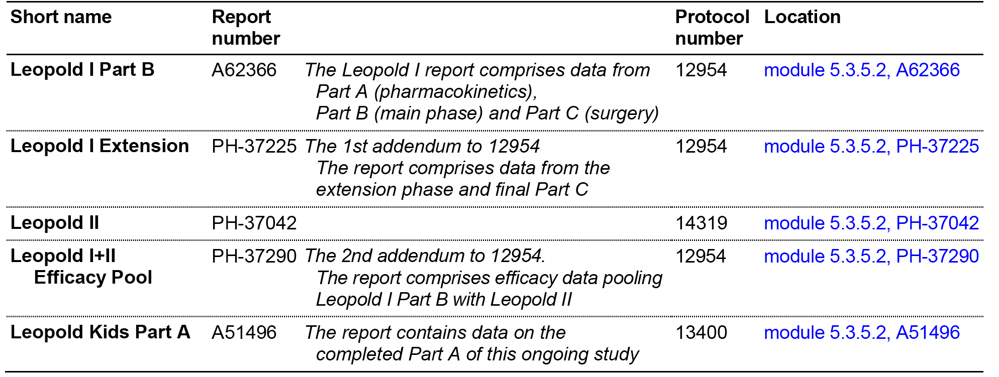 Short name Report number Protocol number Location
Leopold I Part B A62366 The Leopold I report comprises data from 12954 module 5.3.5.2, A62366
Part A (pharmacokinetics),
Part B (main phase) and Part C (surgery)
Leopold I Extension PH-37225 The 1st addendum to 12954 12954 module 5.3.5.2, PH-37225
The report comprises data from the
extension phase and final Part C
Leopold II PH-37042 14319 module 5.3.5.2, PH-37042
Leopold I+II PH-37290 The 2nd addendum to 12954. 12954 module 5.3.5.2, PH-37290
Efficacy Pool The report comprises efficacy data pooling
Leopold I Part B with Leopold II
Leopold Kids Part A A51496 The report contains data on the 13400 module 5.3.5.2, A51496
completed Part A of this ongoing study